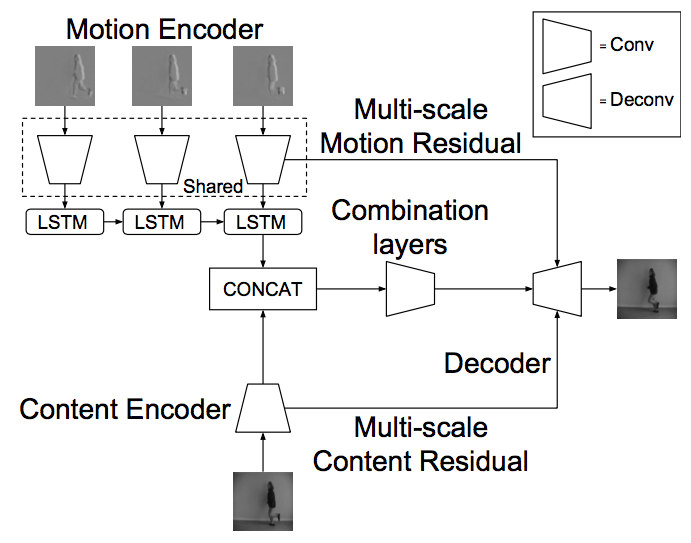 Motion Encoder
= Conv
= Deconv
Multi-scale
Motion Residual
Shared
LSTM
LSTM
LSTM
Combination
layers
CONCAT
Decoder
Content Encoder
Multi-scale
Content Residual